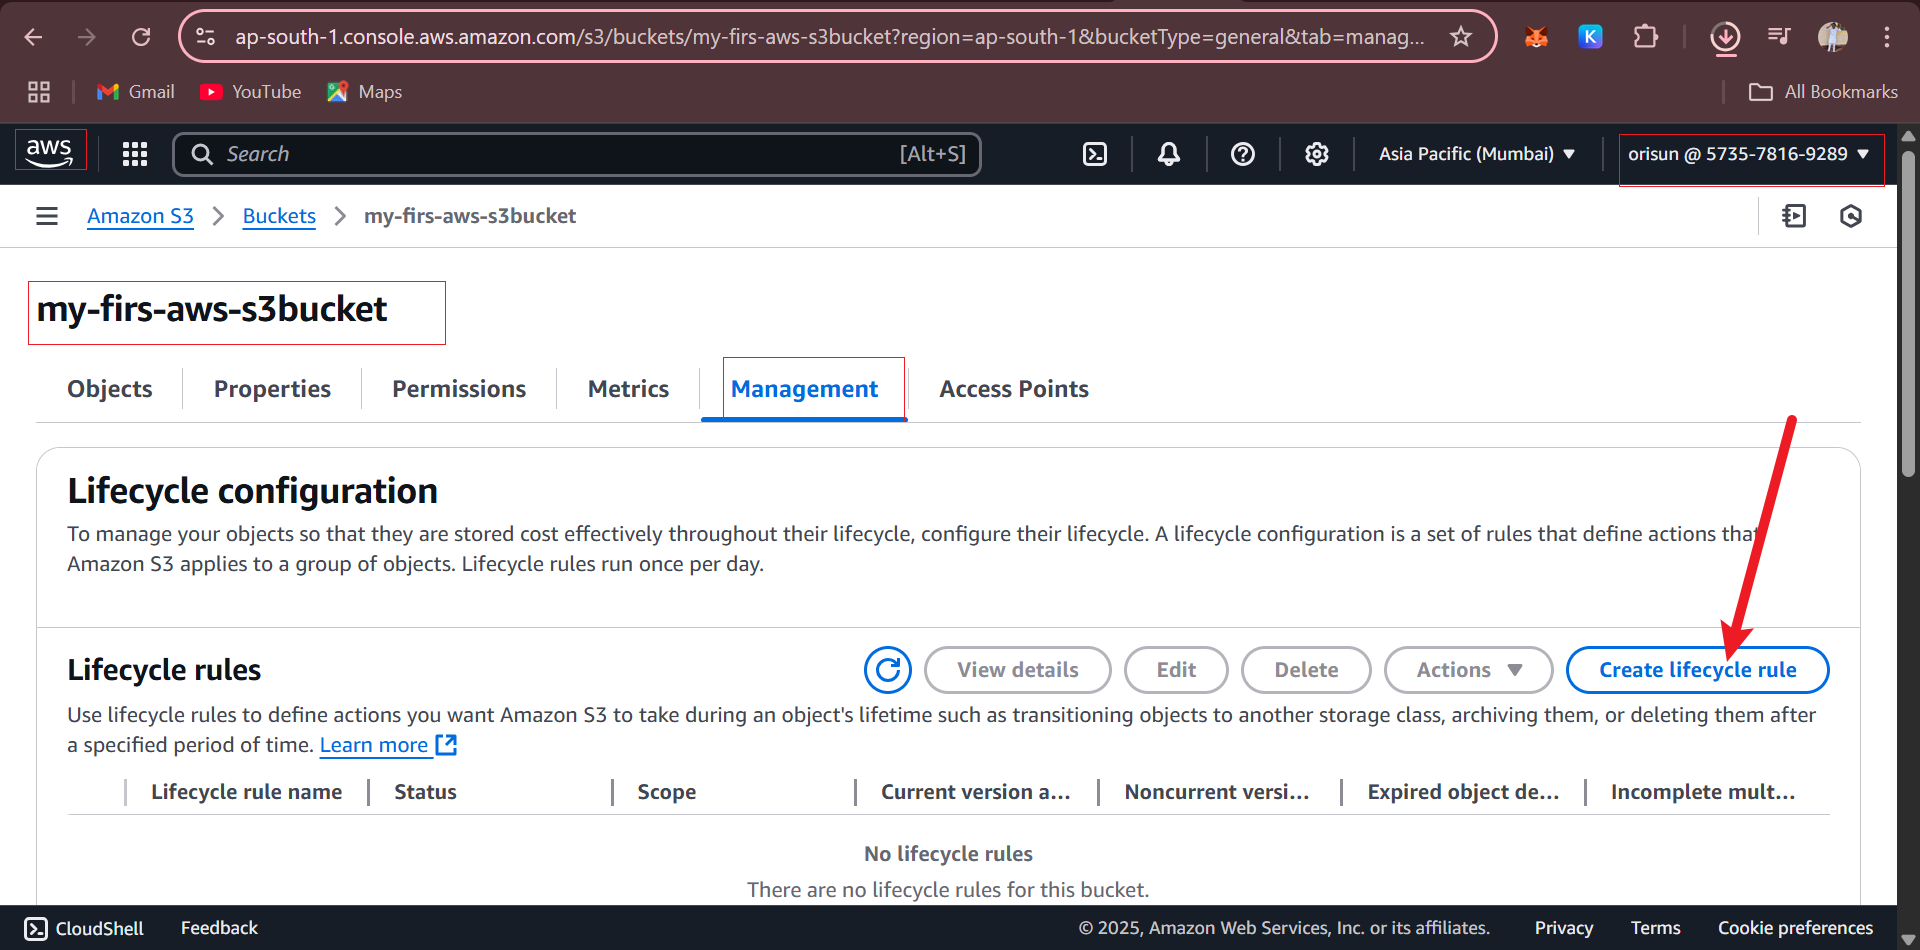 ap-south-1.console.aws.amazon.com/s3/buckets/my-firs-aws-s3bucket?region=ap-south-1&bucketType=general&tab=manag...
K
Gmail YouTube Maps All Bookmarks
aws Search [Alt+S] Asia Pacific (Mumbai) orisun @ 5735-7816-9289
Amazon S3 Buckets my-firs-aws-s3bucket
my-firs-aws-s3bucket
Objects Properties Permissions Metrics Management Access Points
Lifecycle configuration
To manage your objects so that they are stored cost effectively throughout their lifecycle, configure their lifecycle. A lifecycle configuration is a set of rules that define actions that
Amazon S3 applies to a group of objects. Lifecycle rules run once per day.
Lifecycle rules View details Edit Delete Actions Create lifecycle rule
Use lifecycle rules to define actions you want Amazon S3 to take during an object's lifetime such as transitioning objects to another storage class, archiving them, or deleting them after
a specified period of time. Learn more
Lifecycle rule name Status Scope Current version a... Noncurrent versi... Expired object de... Incomplete mult...
No lifecycle rules
There are no lifecycle rules for this bucket.
CloudShell Feedback © 2025, Amazon Web Services, Inc. or its affiliates. Privacy Terms Cookie preferences